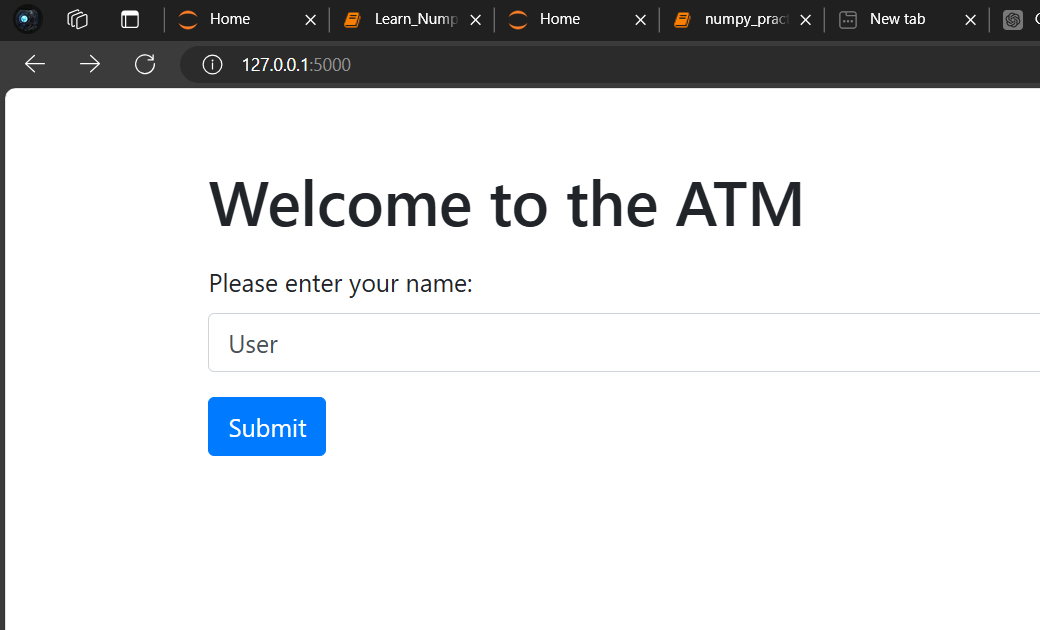 Home
Learn_Nump
Home
numpy_prac
New tab
127.0.0.1:5000
Welcome to the ATM
Please enter your name:
User
Submit